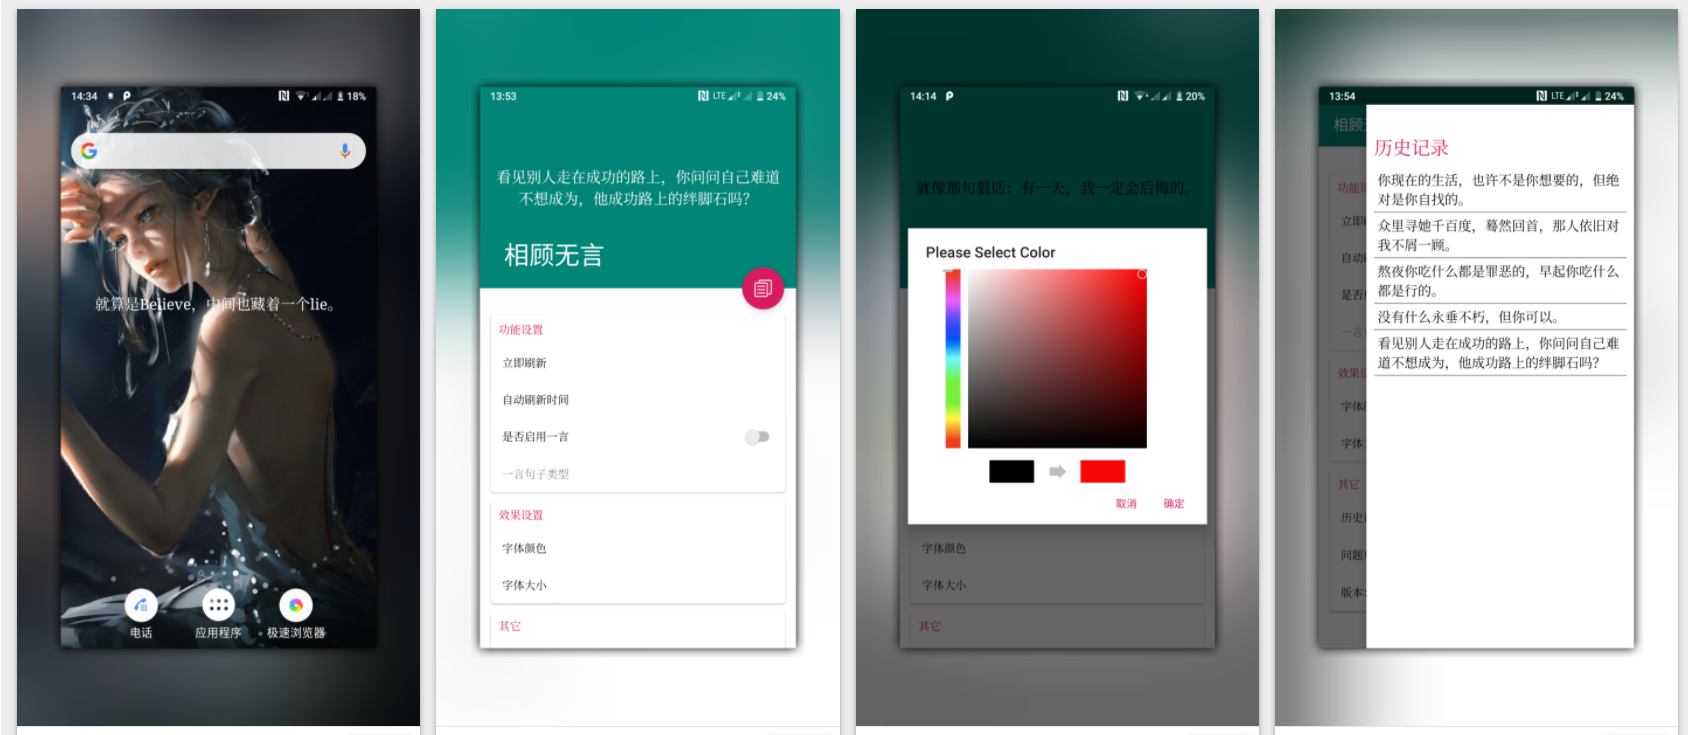 14:34
18%
就算是Believe，中间也藏着一个lie。
电话
应用程序
极速浏览器
13:53
LTE
24%
看见别人走在成功的路上，你问问自己难道
不想成为，他成功路上的绊脚石吗？
相顾无言
功能设置
立即刷新
自动刷新时间
是否启用一言
一言句子类型
效果设置
字体颜色
字体大小
其它
14:14
20%
就像那句狠话：有一天，我一定会后悔的。
Please Select Color
取消
确定
字体颜色
字体大小
其它
13:54
LTE
24%
相顾
历史记录
你现在的生活，也许不是你想要的，但绝
对是你自找的。
众里寻她千百度，蓦然回首，那人依旧对
我不屑一顾。
熬夜你吃什么都是罪恶的，早起你吃什么
都是行的。
没有什么永垂不朽，但你可以。
看见别人走在成功的路上，你问问自己难
道不想成为，他成功路上的绊脚石吗？
功能
立即
自动
是否
一言
效果
字体
字体
其它
历史
问题
版本